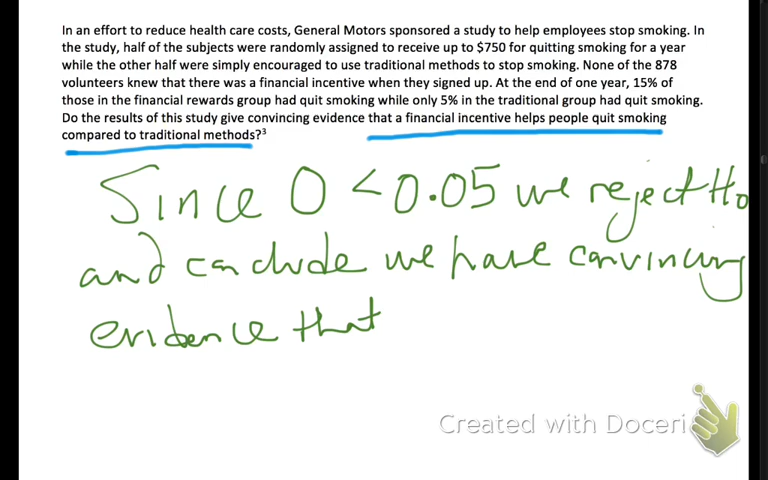 In an effort to reduce health care costs, General Motors sponsored a study to help employees stop smoking. In
the study, half of the subjects were randomly assigned to receive up to $750 for quitting smoking for a year
while the other half were simply encouraged to use traditional methods to stop smoking. None of the 878
volunteers knew that there was a financial incentive when they signed up. At the end of one year, 15% of
those in the financial rewards group had quit smoking while only 5% in the traditional group had quit smoking.
Do the results of this study give convincing evidence that a financial incentive helps people quit smoking
compared to traditional methods?³
Since 0 < 0.05 we reject H₀
and conclude we have convincing
evidence that
Created with Doceri